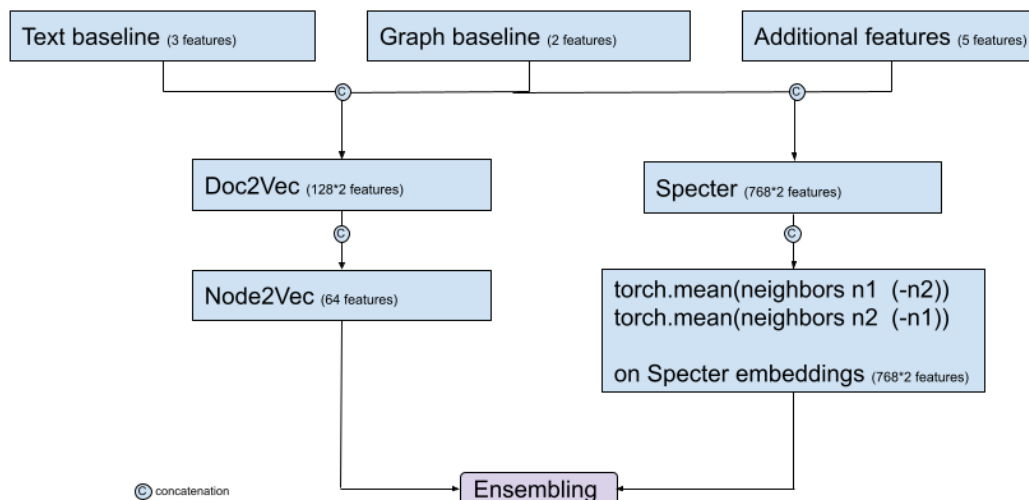 Text baseline (3 features)
Graph baseline (2 features)
Additional features (5 features)
C
C
Doc2Vec (128*2 features)
Specter (768*2 features)
C
C
Node2Vec (64 features)
torch.mean(neighbors n1 (-n2))
torch.mean(neighbors n2 (-n1))
on Specter embeddings (768*2 features)
C concatenation
Ensembling